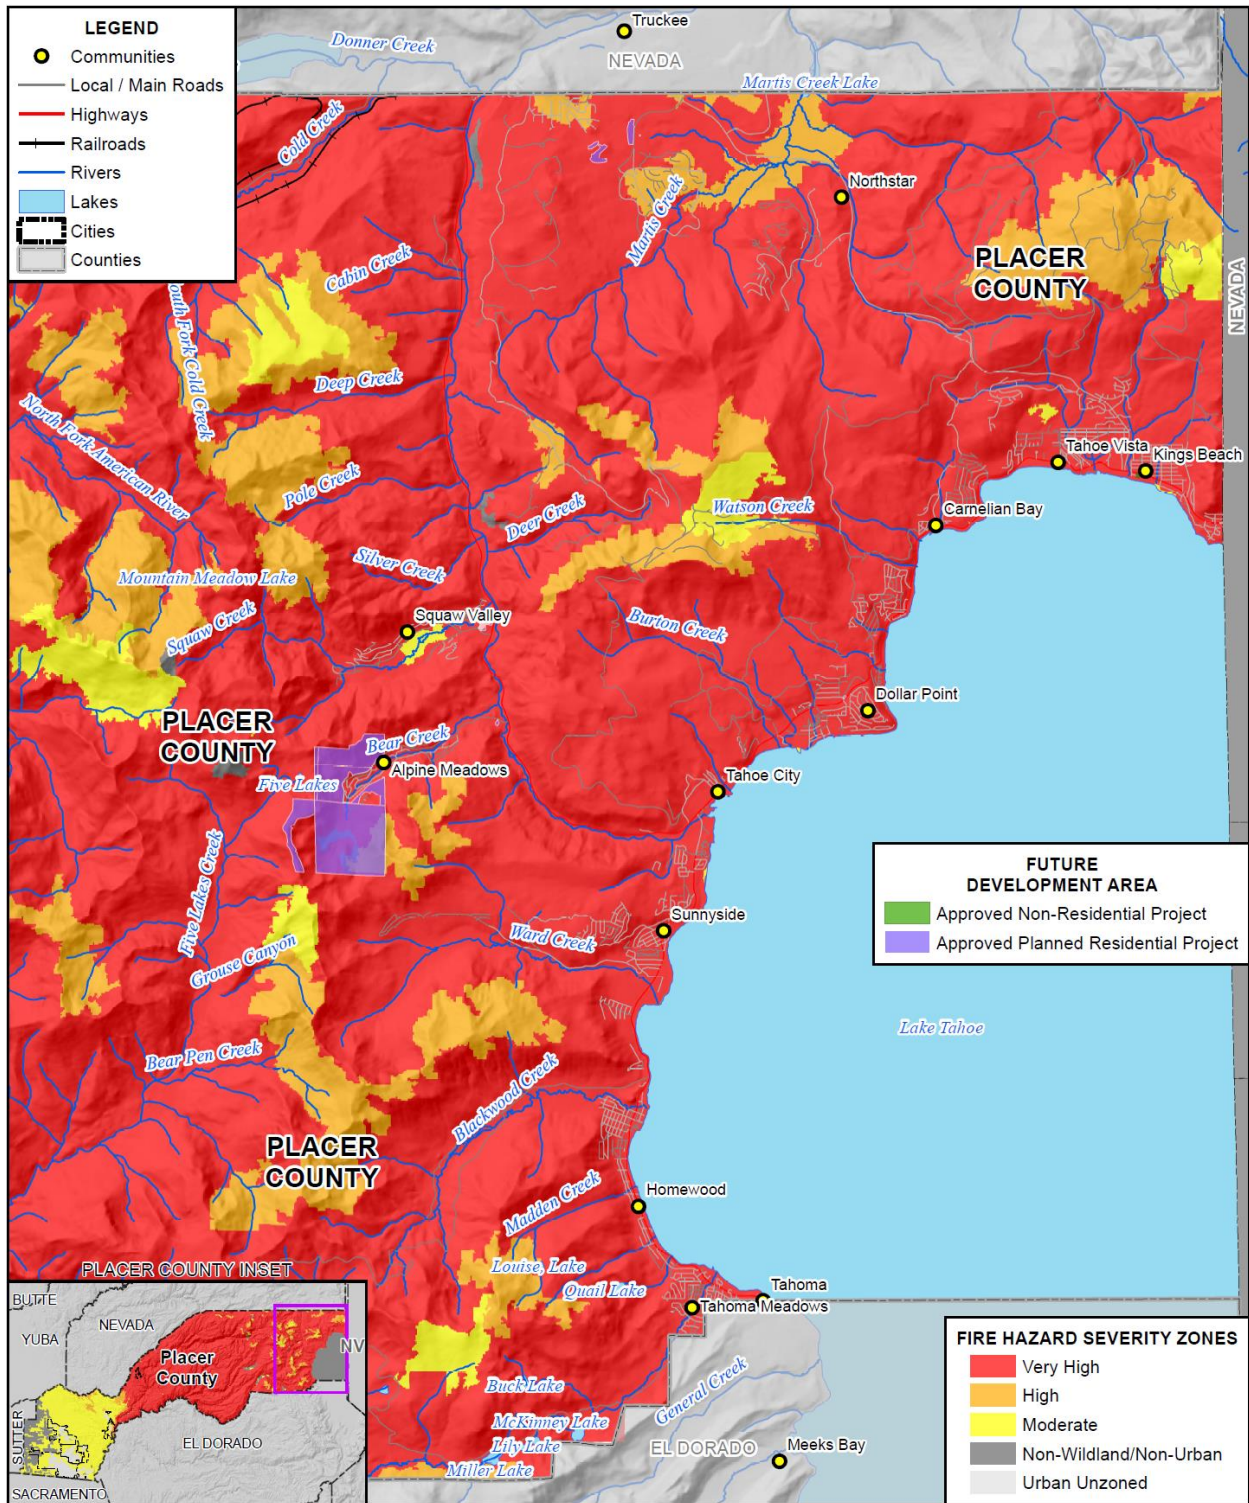 LEGEND
Communities
Local / Main Roads
Highways
Railroads
Rivers
Lakes
Cities
Counties
Truckee
Donner Creek
NEVADA
Martis Creek Lake
Cold Creek
Northstar
Martis Creek
PLACER
COUNTY
NEVADA
Cabin Creek
South Fork Cold Creek
Deep Creek
North Fork American River
Pole Creek
Tahoe Vista
Kings Beach
Deer Creek
Watson Creek
Carnelian Bay
Silver Creek
Mountain Meadow Lake
Squaw Creek
Squaw Valley
Burton Creek
Dollar Point
PLACER
COUNTY
Bear Creek
Alpine Meadows
Five Lakes
Tahoe City
FUTURE
DEVELOPMENT AREA
Approved Non-Residential Project
Approved Planned Residential Project
Five Lakes Creek
Sunnyside
Ward Creek
Grouse Canyon
Lake Tahoe
Bear Pen Creek
Blackwood Creek
PLACER
COUNTY
Madden Creek
Homewood
Louise, Lake
Quail Lake
Tahoma
Tahoma Meadows
PLACER COUNTY INSET
BUTTE
YUBA
NEVADA
NV
Placer
County
SUTTER
EL DORADO
SACRAMENTO
Buck Lake
McKinney Lake
Lily Lake
Miller Lake
General Creek
EL DORADO
Meeks Bay
FIRE HAZARD SEVERITY ZONES
Very High
High
Moderate
Non-Wildland/Non-Urban
Urban Unzoned